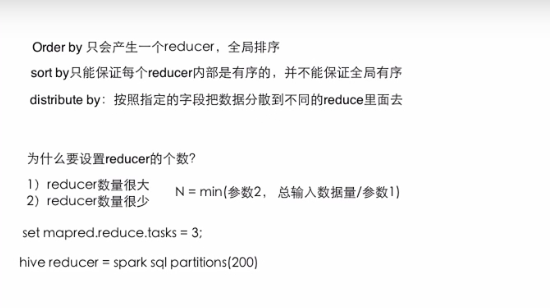 Order by 只会产生一个reducer，全局排序
sort by只能保证每个reducer内部是有序的，并不能保证全局有序
distribute by：按照指定的字段把数据分散到不同的reduce里面去
为什么要设置reducer的个数?
1）reducer数量很大
2）reducer数量很少
N = min(参数2， 总输入数据量/参数1)
set mapred.reduce.tasks = 3;
hive reducer = spark sql partitions(200)